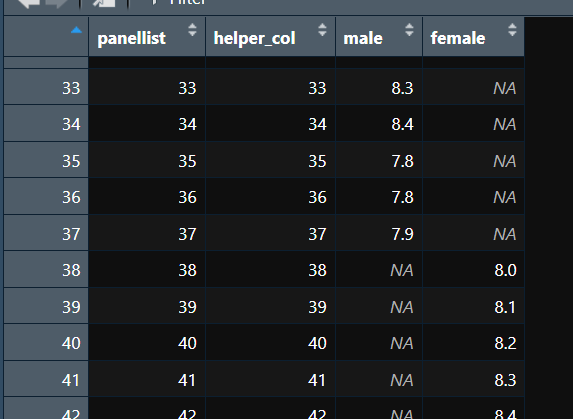 Filter
panellist helper_col male female
33 33 33 8.3 NA
34 34 34 8.4 NA
35 35 35 7.8 NA
36 36 36 7.8 NA
37 37 37 7.9 NA
38 38 38 NA 8.0
39 39 39 NA 8.1
40 40 40 NA 8.2
41 41 41 NA 8.3
42 42 42 NA 8.4